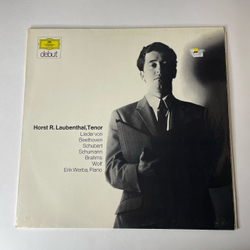 debut
Horst R. Laubenthal, Tenor
Lieder von
Beethoven
Schubert
Schumann
Brahms
Wolf
Erik Werba, Piano